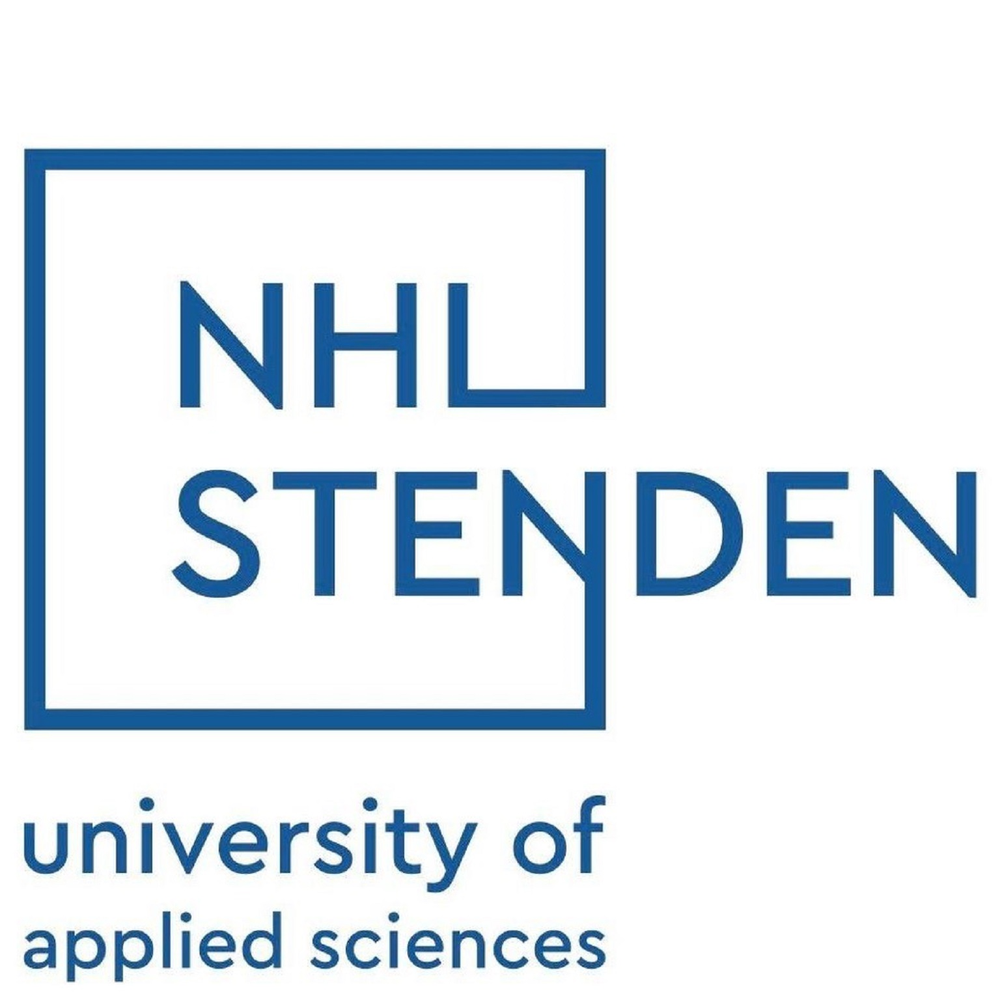 NHL
STENDEN
university of
applied sciences